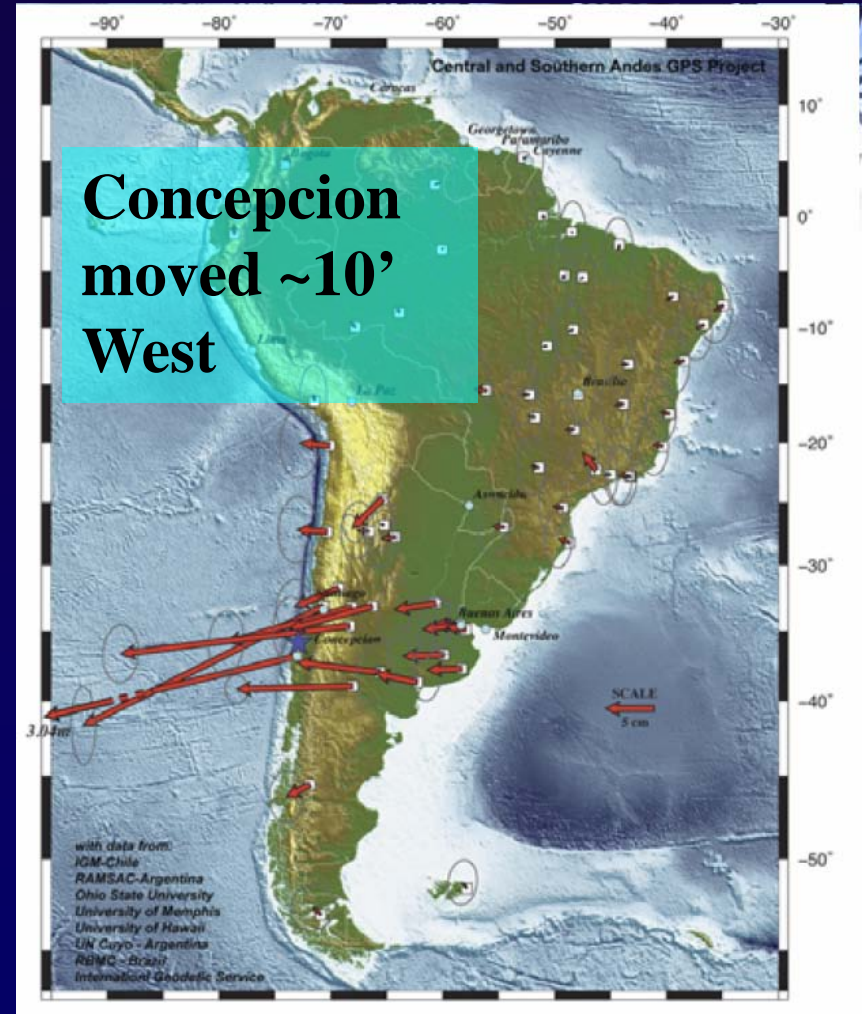 −90˚ −80˚ −70˚ −60˚ −50˚ −40˚ −30˚
Central and Southern Andes GPS Project
Caracas
10˚
Georgetown
Paramaribo
Cayenne
Bogota
Concepcion
moved ~10’
West
0˚
−10˚
Lima
La Paz
Brasilia
−20˚
Asuncion
−30˚
Santiago
Buenos Aires
Concepcion
Montevideo
SCALE
5 cm
−40˚
3.04m
−50˚
with data from:
IGM-Chile
RAMSAC-Argentina
Ohio State University
University of Memphis
University of Hawaii
UN Cuyo - Argentina
RBMC - Brazil
Internationl Geodetic Service